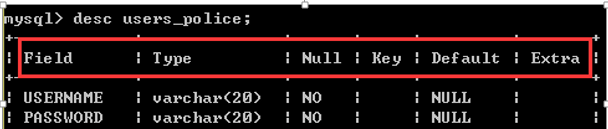 mysql> desc users_police;
Field | Type | Null | Key | Default | Extra
USERNAME | varchar(20) | NO | | NULL |
PASSWORD | varchar(20) | NO | | NULL |